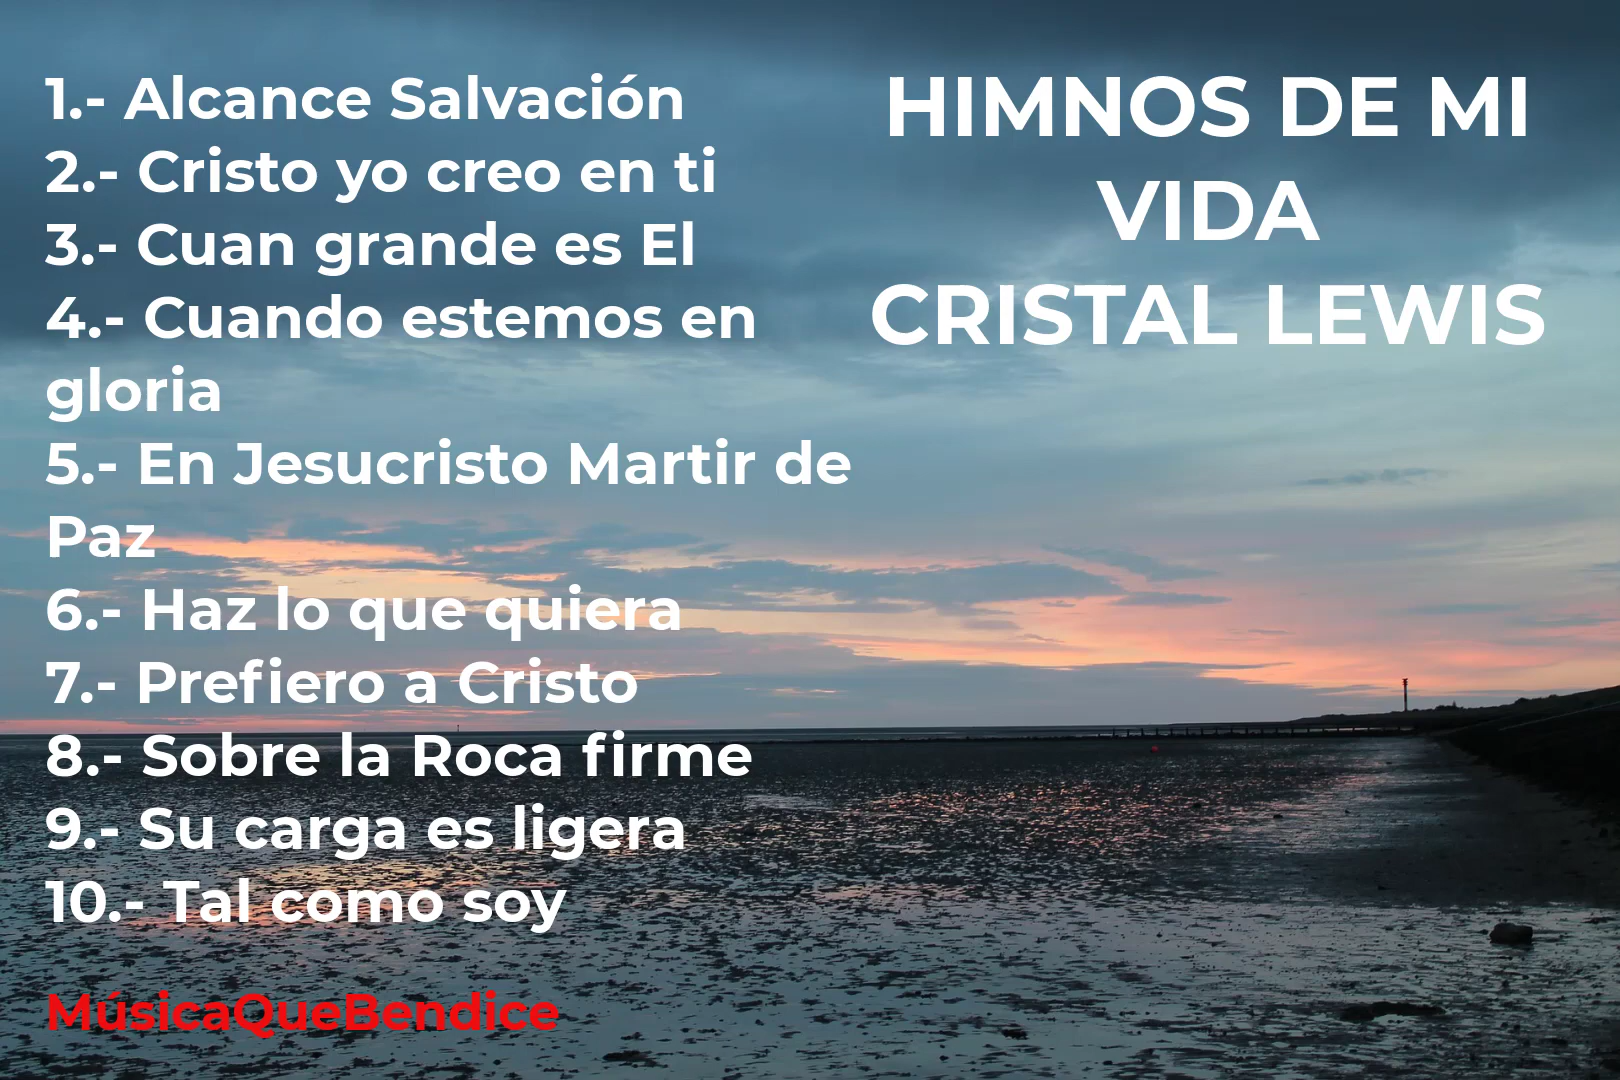 1.- Alcance Salvación
2.- Cristo yo creo en ti
3.- Cuan grande es El
4.- Cuando estemos en
gloria
5.- En Jesucristo Martir de
Paz
6.- Haz lo que quiera
7.- Prefiero a Cristo
8.- Sobre la Roca firme
9.- Su carga es ligera
10.- Tal como soy
MúsicaQueBendice
HIMNOS DE MI
VIDA
CRISTAL LEWIS